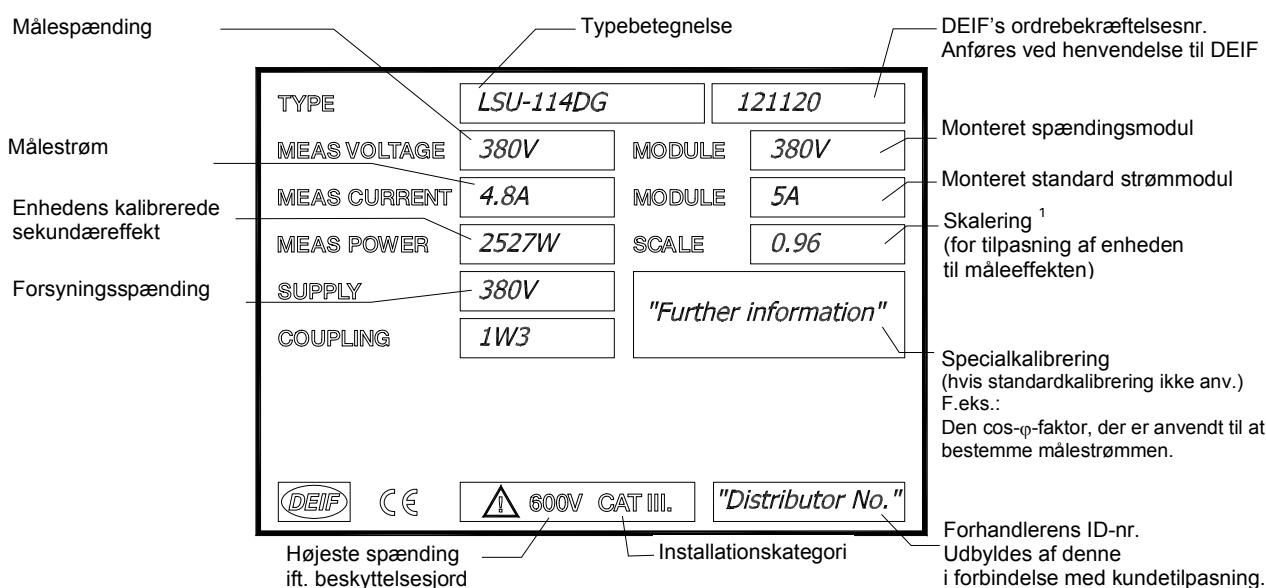 Målespænding
Typebetegnelse
DEIF's ordrebekræftelsesnr.
Anføres ved henvendelse til DEIF
TYPE LSU-114DG 121120
MEAS VOLTAGE 380V MODULE 380V
Monteret spændingsmodul
Målestrøm
MEAS CURRENT 4.8A MODULE 5A
Monteret standard strømmodul
Enhedens kalibrerede
sekundæreffekt
MEAS POWER 2527W SCALE 0.96
Skalering ¹
(for tilpasning af enheden
til måleeffekten)
Forsyningsspænding
SUPPLY 380V
"Further information"
COUPLING 1W3
Specialkalibrering
(hvis standardkalibrering ikke anv.)
F.eks.:
Den cos-φ-faktor, der er anvendt til at
bestemme målestrømmen.
DEIF CE ⚠ 600V CAT III. "Distributor No."
Højeste spænding
ift. beskyttelsesjord
Installationskategori
Forhandlerens ID-nr.
Udbyldes af denne
i forbindelse med kundetilpasning.